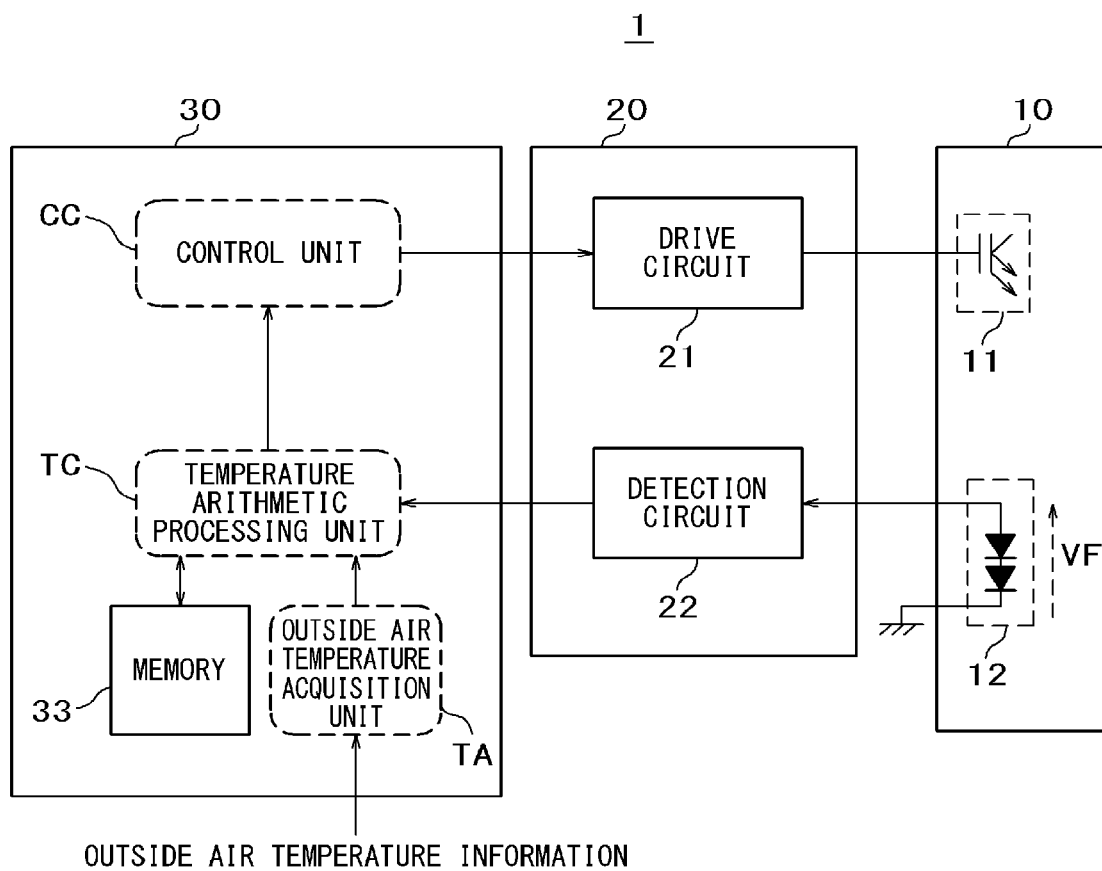 1
30
20
10
CC
CONTROL UNIT
DRIVE
CIRCUIT
21
11
TC
TEMPERATURE
ARITHMETIC
PROCESSING UNIT
DETECTION
CIRCUIT
22
VF
12
MEMORY
33
OUTSIDE AIR
TEMPERATURE
ACQUISITION
UNIT
TA
OUTSIDE AIR TEMPERATURE INFORMATION